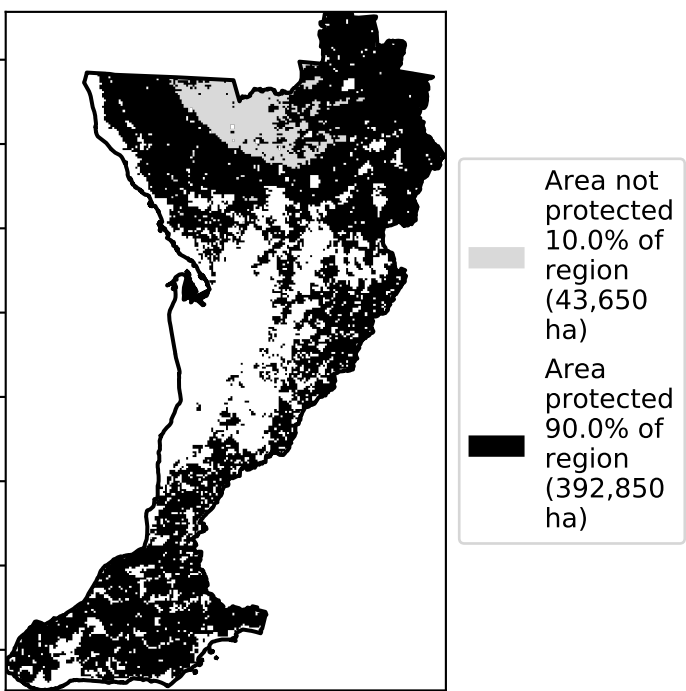 Area not
protected
10.0% of
region
(43,650
ha)
Area
protected
90.0% of
region
(392,850
ha)